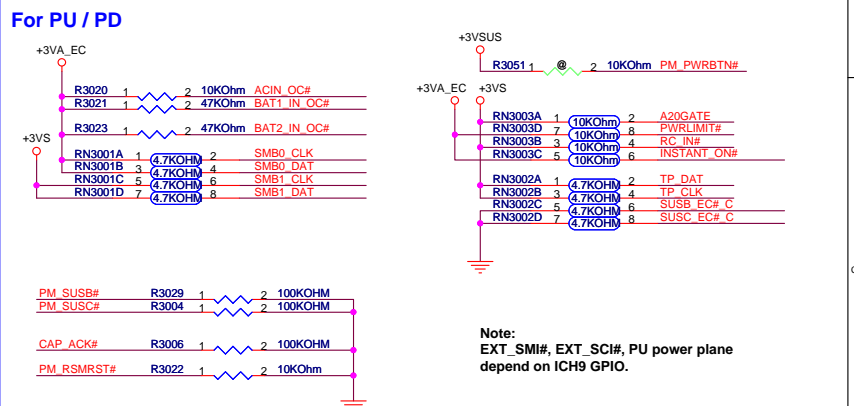 For PU / PD
+3VA_EC
R3020 1 2 10KOhm ACIN_OC#
R3021 1 2 47KOhm BAT1_IN_OC#
R3023 1 2 47KOhm BAT2_IN_OC#
+3VS
RN3001A 1 4.7KOHM 2 SMB0_CLK
RN3001B 3 4.7KOHM 4 SMB0_DAT
RN3001C 5 4.7KOHM 6 SMB1_CLK
RN3001D 7 4.7KOHM 8 SMB1_DAT
PM_SUSB# R3029 1 2 100KOHM
PM_SUSC# R3004 1 2 100KOHM
CAP_ACK# R3006 1 2 100KOHM
PM_RSMRST# R3022 1 2 10KOhm
+3VSUS
R3051 1 @ 2 10KOhm PM_PWRBTN#
+3VA_EC +3VS
RN3003A 1 10KOhm 2 A20GATE
RN3003D 7 10KOhm 8 PWRLIMIT#
RN3003B 3 10KOhm 4 RC_IN#
RN3003C 5 10KOhm 6 INSTANT_ON#
RN3002A 1 4.7KOHM 2 TP_DAT
RN3002B 3 4.7KOHM 4 TP_CLK
RN3002C 5 4.7KOHM 6 SUSB_EC#_C
RN3002D 7 4.7KOHM 8 SUSC_EC#_C
Note:
EXT_SMI#, EXT_SCI#, PU power plane
depend on ICH9 GPIO.